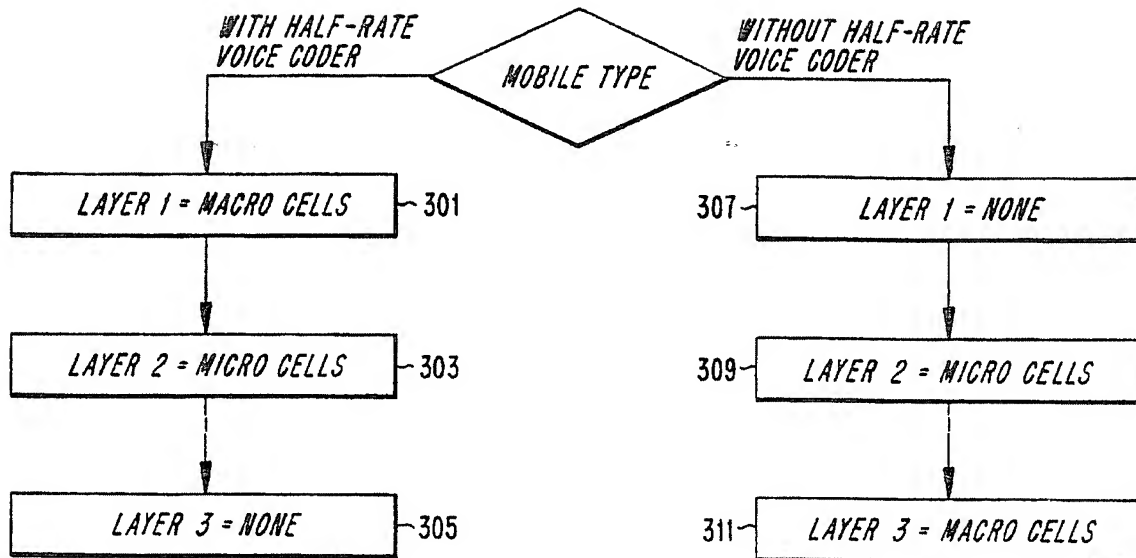 WITH HALF-RATE
VOICE CODER
MOBILE TYPE
WITHOUT HALF-RATE
VOICE CODER
LAYER 1 = MACRO CELLS
301
307
LAYER 1 = NONE
LAYER 2 = MICRO CELLS
303
309
LAYER 2 = MICRO CELLS
LAYER 3 = NONE
305
311
LAYER 3 = MACRO CELLS